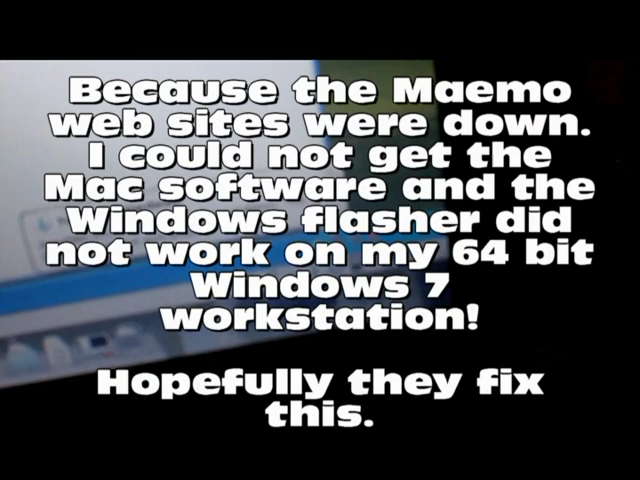 Because the Maemo
web sites were down.
I could not get the
Mac software and the
Windows flasher did
not work on my 64 bit
Windows 7
workstation!
Hopefully they fix
this.